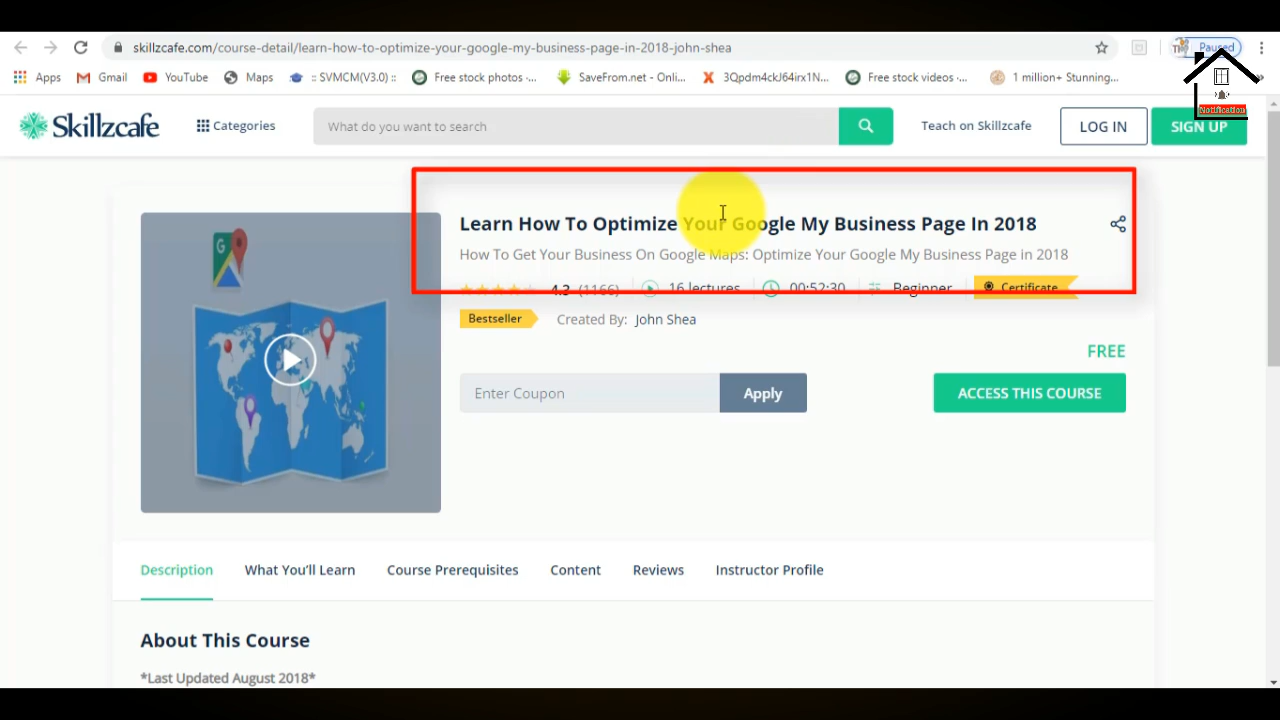 skillzcafe.com/course-detail/learn-how-to-optimize-your-google-my-business-page-in-2018-john-shea
Paused
Apps Gmail YouTube Maps :: SVMCM(V3.0) :: Free stock photos ·... SaveFrom.net - Onli... 3Qpdm4ckJ64irx1N... Free stock videos ·... 1 million+ Stunning...
Notification
Skillzcafe Categories What do you want to search Teach on Skillzcafe LOG IN SIGN UP
Learn How To Optimize Your Google My Business Page In 2018
How To Get Your Business On Google Maps: Optimize Your Google My Business Page in 2018
4.3 (1166) 16 lectures 00:52:30 Beginner Certificate
Bestseller Created By: John Shea
FREE
Enter Coupon Apply ACCESS THIS COURSE
G
Description What You'll Learn Course Prerequisites Content Reviews Instructor Profile
About This Course
*Last Updated August 2018*